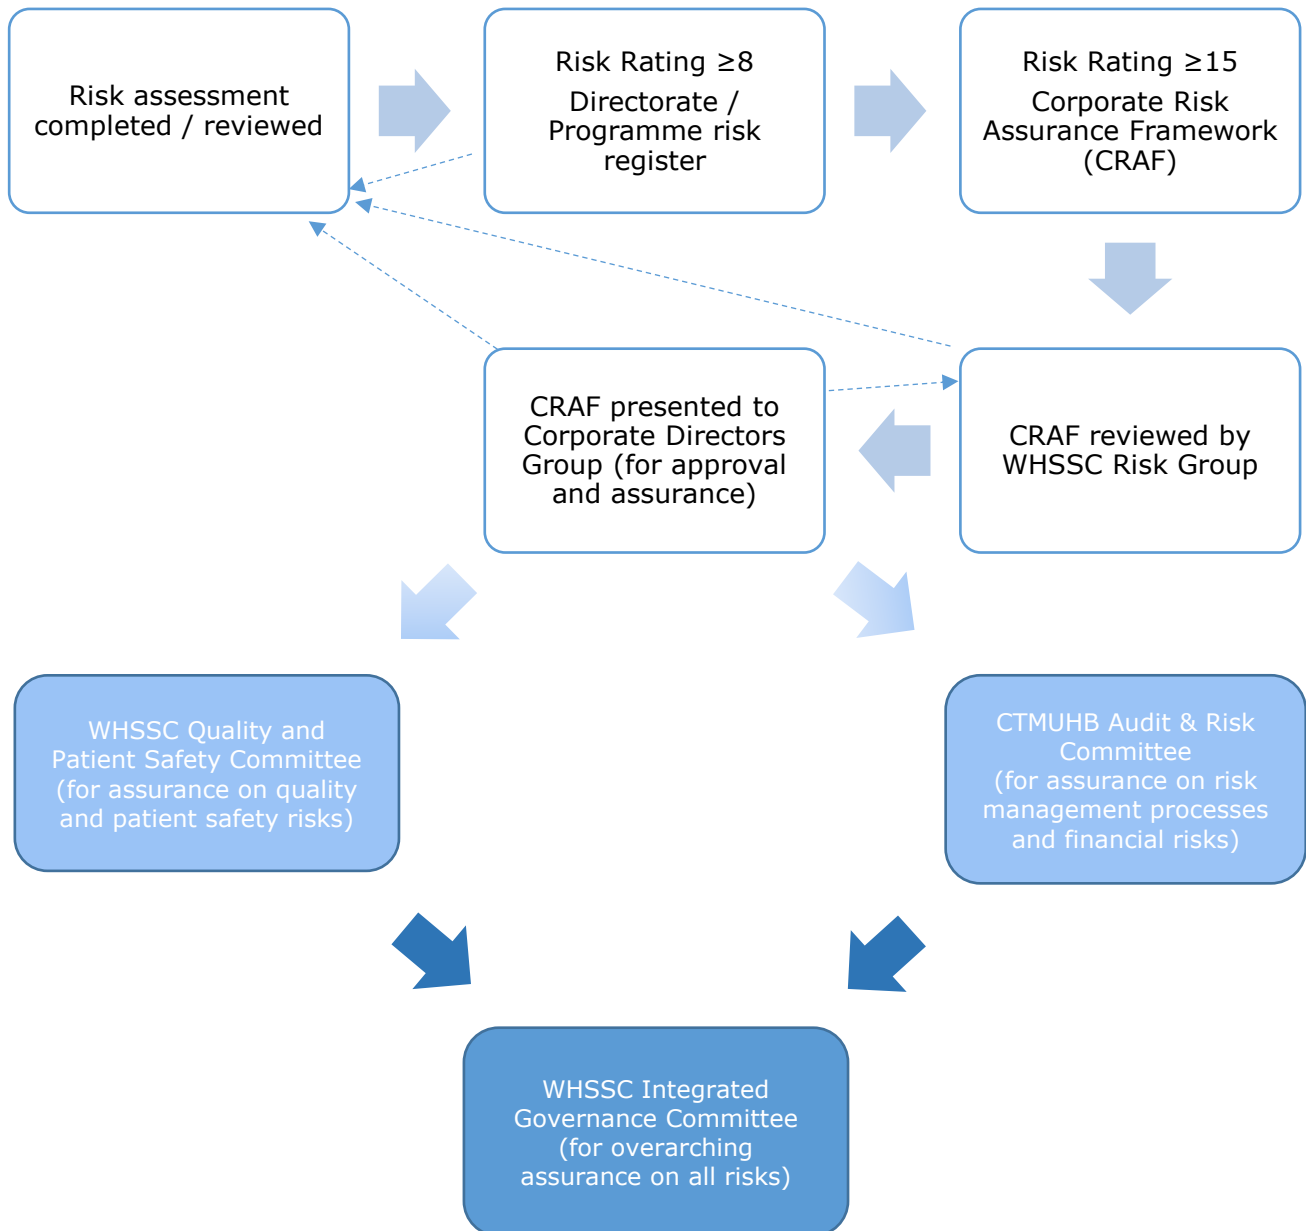 Risk assessment
completed / reviewed
Risk Rating ≥8
Directorate /
Programme risk
register
Risk Rating ≥15
Corporate Risk
Assurance Framework
(CRAF)
CRAF presented to
Corporate Directors
Group (for approval
and assurance)
CRAF reviewed by
WHSSC Risk Group
WHSSC Quality and
Patient Safety Committee
(for assurance on quality
and patient safety risks)
CTMUHB Audit & Risk
Committee
(for assurance on risk
management processes
and financial risks)
WHSSC Integrated
Governance Committee
(for overarching
assurance on all risks)